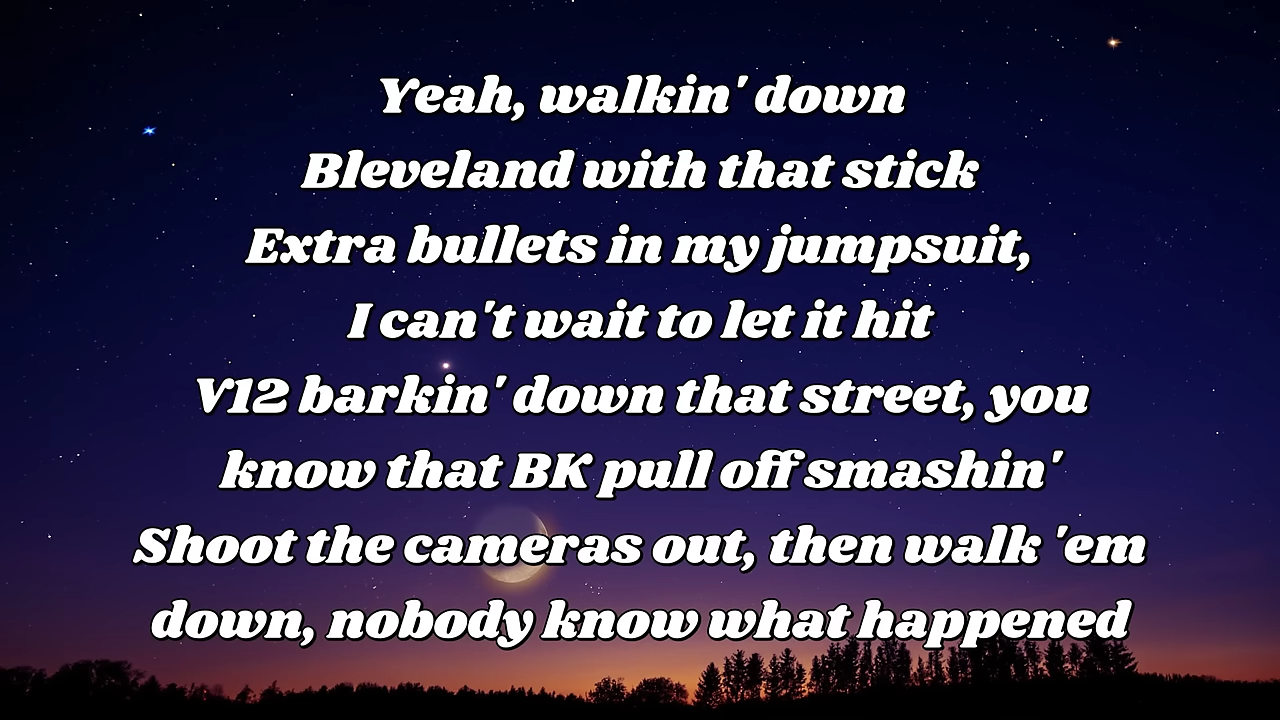 Yeah, walkin' down
Bleveland with that stick
Extra bullets in my jumpsuit,
I can't wait to let it hit
V12 barkin' down that street, you
know that BK pull off smashin'
Shoot the cameras out, then walk 'em
down, nobody know what happened